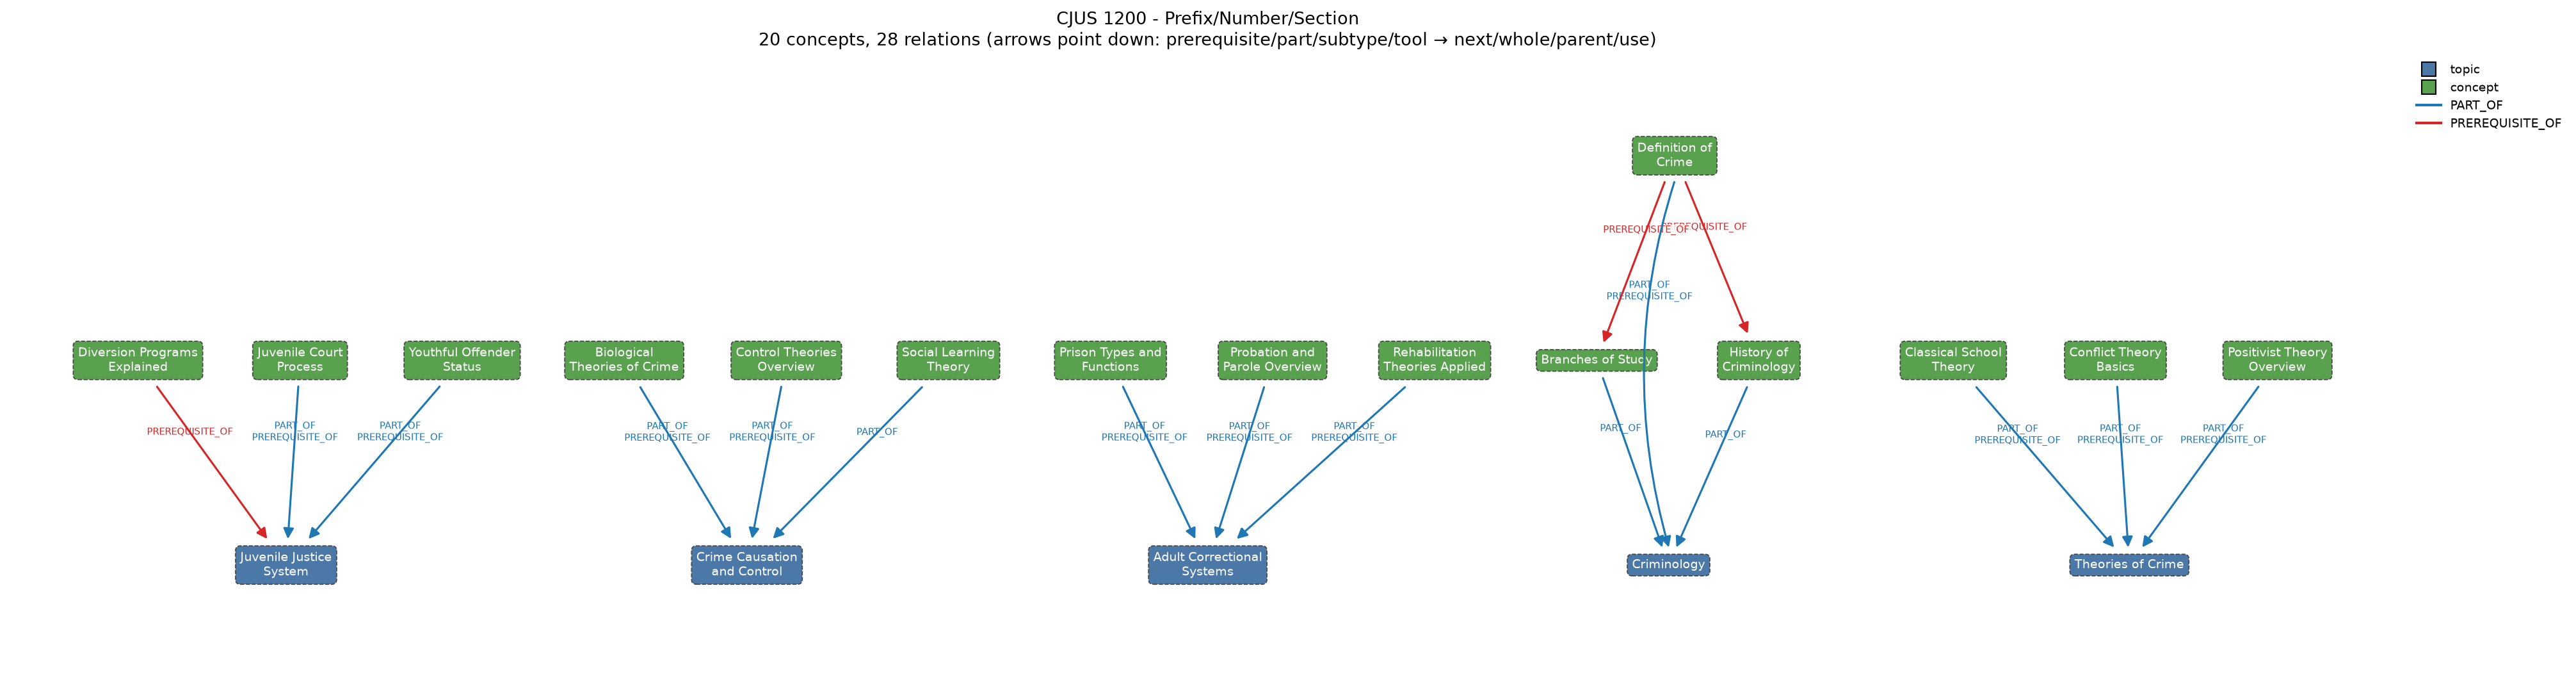 CJUS 1200 - Prefix/Number/Section
20 concepts, 28 relations (arrows point down: prerequisite/part/subtype/tool → next/whole/parent/use)
topic
concept
PART_OF
PREREQUISITE_OF
Definition of
Crime
PREREQUISITE_OF
PREREQUISITE_OF
PART_OF
PREREQUISITE_OF
Diversion Programs
Explained
Juvenile Court
Process
Youthful Offender
Status
Biological
Theories of Crime
Control Theories
Overview
Social Learning
Theory
Prison Types and
Functions
Probation and
Parole Overview
Rehabilitation
Theories Applied
Branches of Study
History of
Criminology
Classical School
Theory
Conflict Theory
Basics
Positivist Theory
Overview
PREREQUISITE_OF
PART_OF
PREREQUISITE_OF
PART_OF
PREREQUISITE_OF
PART_OF
PREREQUISITE_OF
PART_OF
PREREQUISITE_OF
PART_OF
PART_OF
PREREQUISITE_OF
PART_OF
PREREQUISITE_OF
PART_OF
PREREQUISITE_OF
PART_OF
PART_OF
PART_OF
PREREQUISITE_OF
PART_OF
PREREQUISITE_OF
PART_OF
PREREQUISITE_OF
Juvenile Justice
System
Crime Causation
and Control
Adult Correctional
Systems
Criminology
Theories of Crime